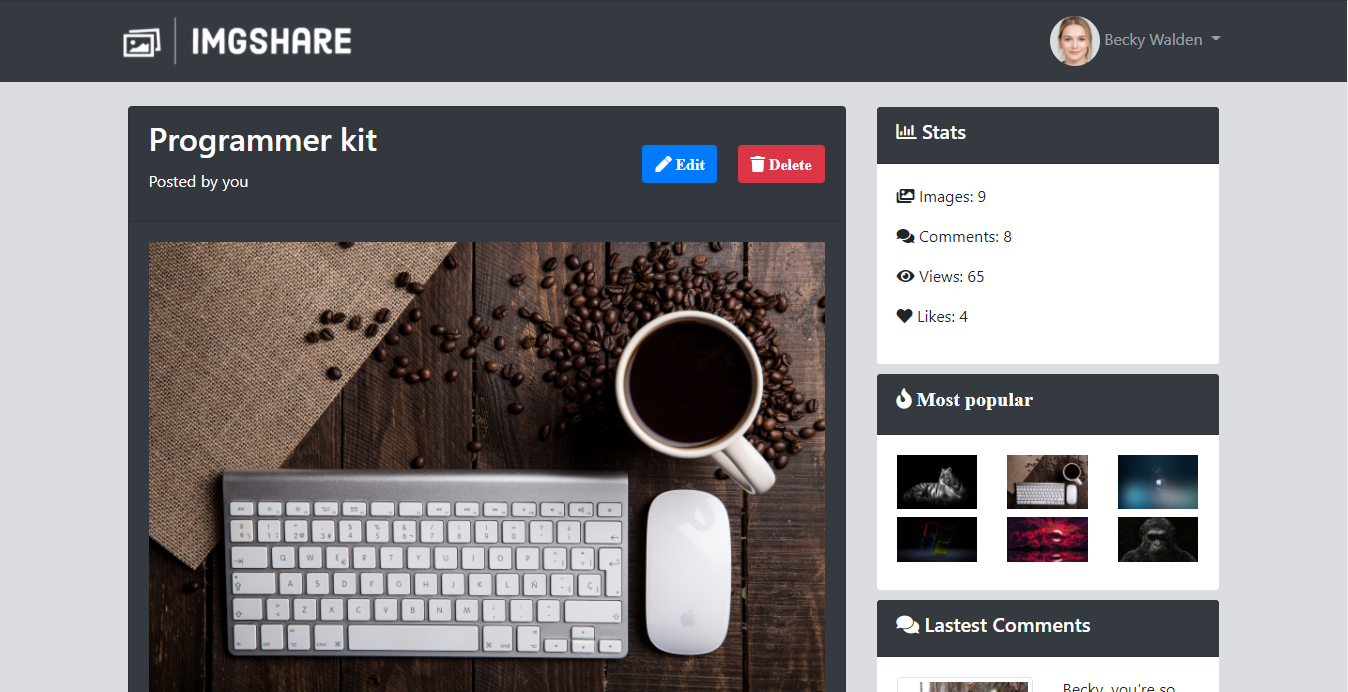 IMGSHARE
Becky Walden
Programmer kit
Posted by you
Edit
Delete
Stats
Images: 9
Comments: 8
Views: 65
Likes: 4
Most popular
Lastest Comments
Becky, you're so
Q W E R T Y U I O P
A S D F G H J K L Ñ
Z X C V B N M